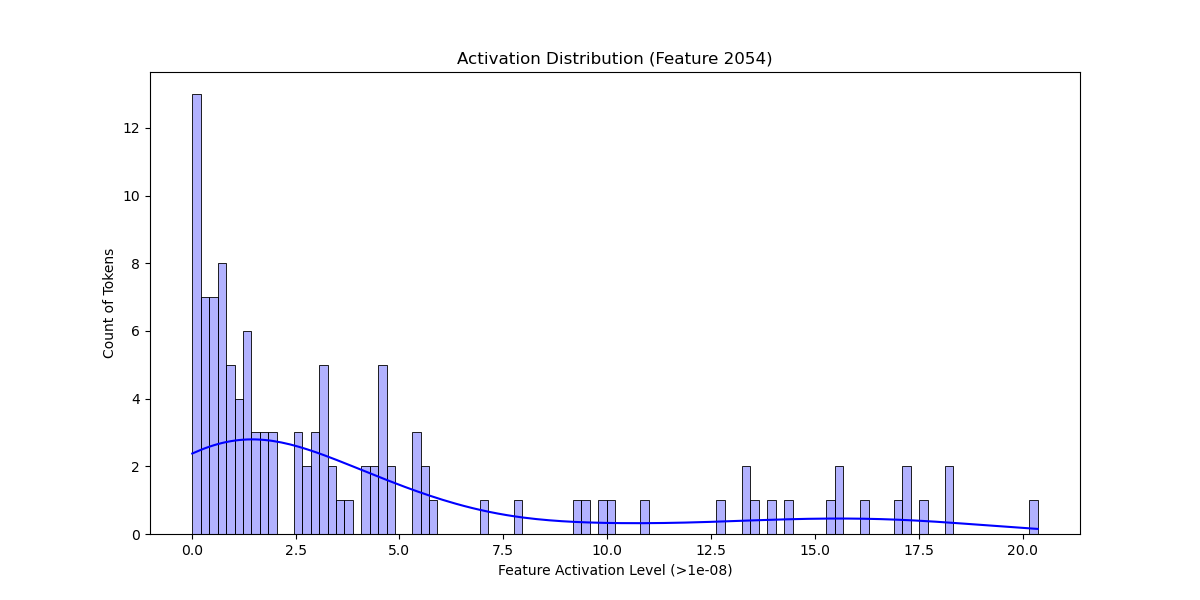 Activation Distribution (Feature 2054)
Count of Tokens
12
10
8
6
4
2
0
0.0 2.5 5.0 7.5 10.0 12.5 15.0 17.5 20.0
Feature Activation Level (>1e-08)